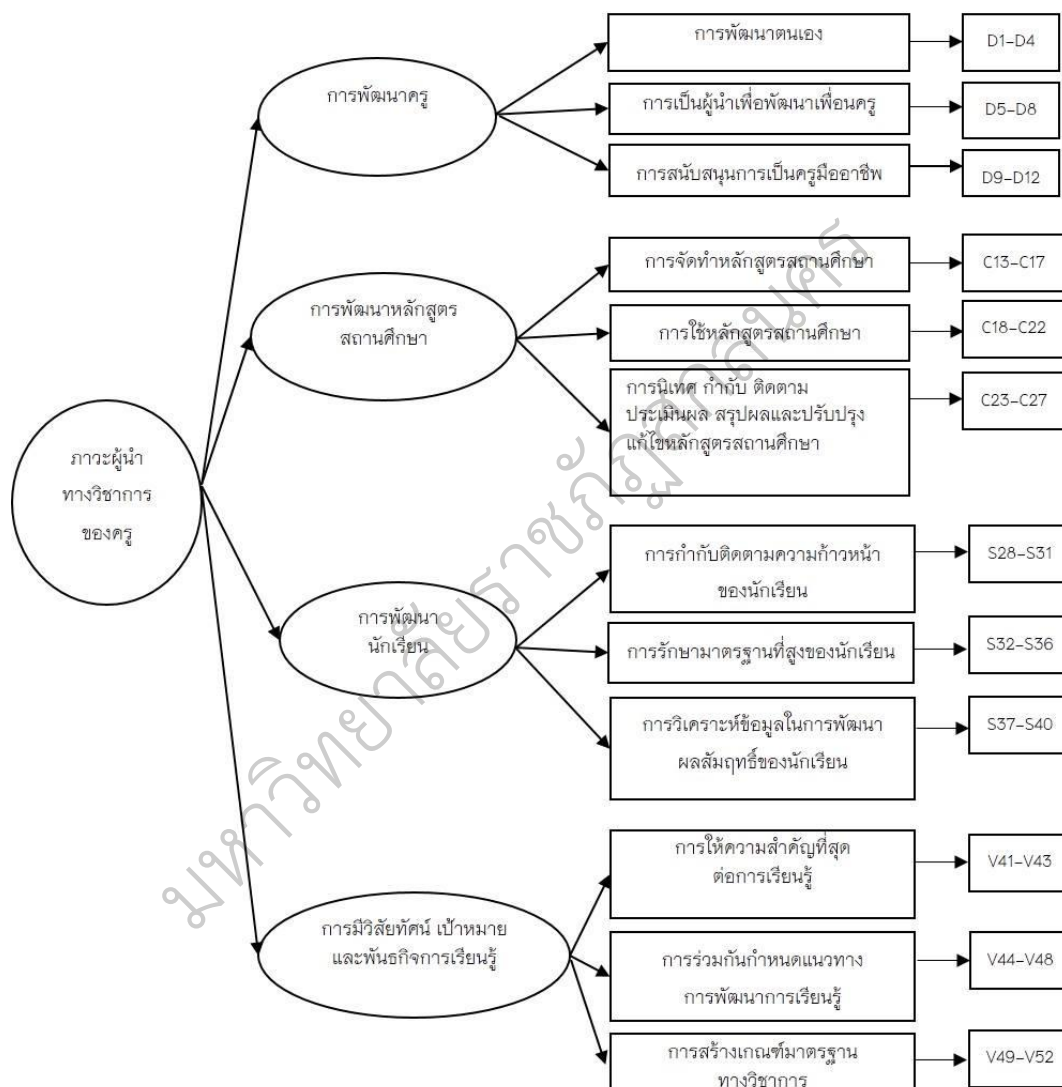 ภาวะผู้นำ
ทางวิชาการ
ของครู
การพัฒนาครู
การพัฒนาตนเอง
D1-D4
การเป็นผู้นำเพื่อพัฒนาเพื่อนครู
D5-D8
การสนับสนุนการเป็นครูมืออาชีพ
D9-D12
การพัฒนาหลักสูตร
สถานศึกษา
การจัดทำหลักสูตรสถานศึกษา
C13-C17
การใช้หลักสูตรสถานศึกษา
C18-C22
การนิเทศ กำกับ ติดตาม
ประเมินผล สรุปผลและปรับปรุง
แก้ไขหลักสูตรสถานศึกษา
C23-C27
การพัฒนา
นักเรียน
การกำกับติดตามความก้าวหน้า
ของนักเรียน
S28-S31
การรักษามาตรฐานที่สูงของนักเรียน
S32-S36
การวิเคราะห์ข้อมูลในการพัฒนา
ผลสัมฤทธิ์ของนักเรียน
S37-S40
การมีวิสัยทัศน์ เป้าหมาย
และพันธกิจการเรียนรู้
การให้ความสำคัญที่สุด
ต่อการเรียนรู้
V41-V43
การร่วมกันกำหนดแนวทาง
การพัฒนาการเรียนรู้
V44-V48
การสร้างเกณฑ์มาตรฐาน
ทางวิชาการ
V49-V52
มหาวิทยาลัยราชภัฏสกลนคร